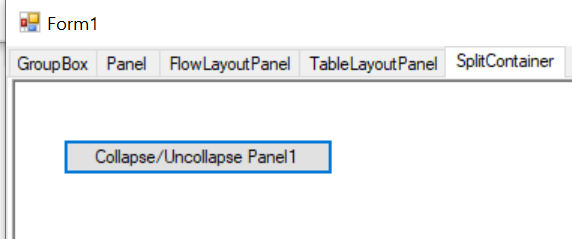 Form1
GroupBox Panel FlowLayoutPanel TableLayoutPanel SplitContainer
Collapse/Uncollapse Panel1